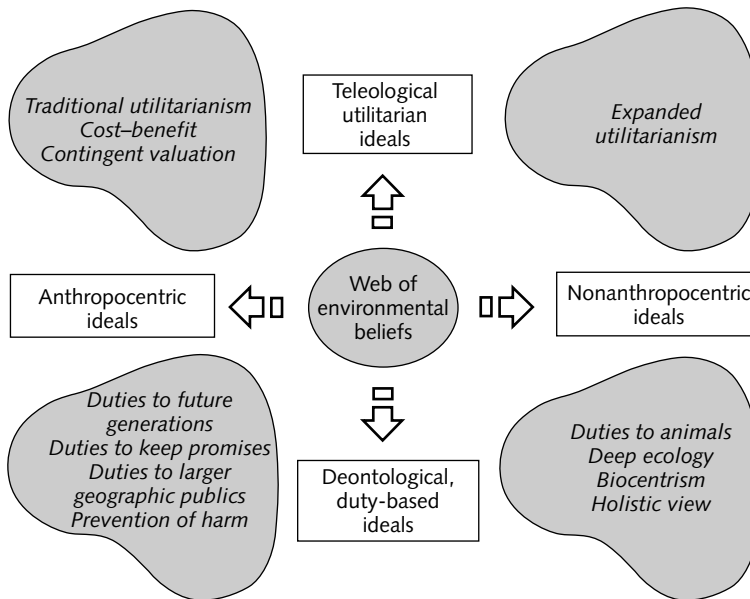 Traditional utilitarianism
Cost–benefit
Contingent valuation
Teleological
utilitarian
ideals
Expanded
utilitarianism
Anthropocentric
ideals
Web of
environmental
beliefs
Nonanthropocentric
ideals
Duties to future
generations
Duties to keep promises
Duties to larger
geographic publics
Prevention of harm
Deontological,
duty-based
ideals
Duties to animals
Deep ecology
Biocentrism
Holistic view